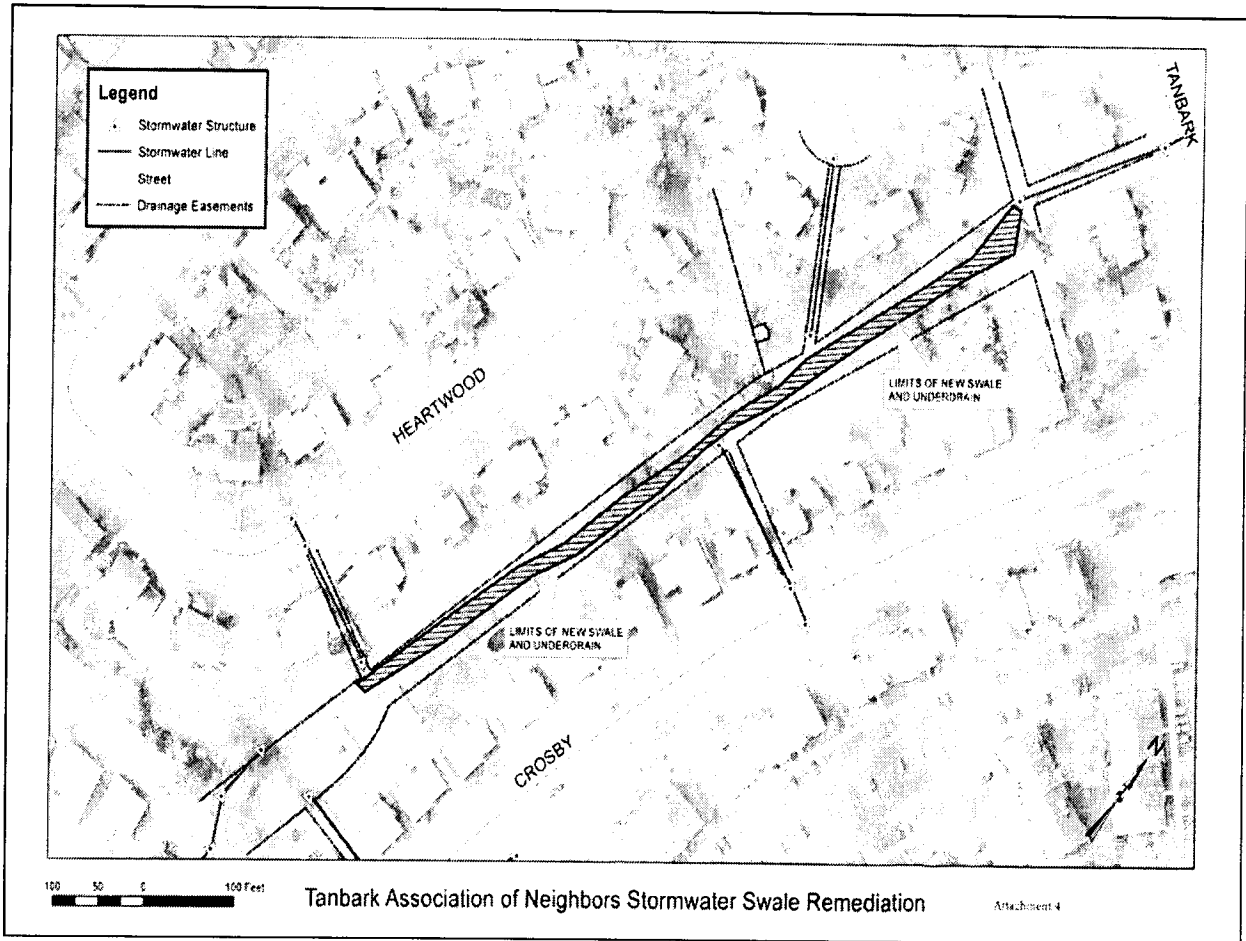 Legend
Stormwater Structure
Stormwater Line
Street
Drainage Easements
TANBARK
HEARTWOOD
LIMITS OF NEW SWALE
AND UNDERDRAIN
LIMITS OF NEW SWALE
AND UNDERDRAIN
CROSBY
N
100 50 0 100 Feet
Tanbark Association of Neighbors Stormwater Swale Remediation
Attachment 4